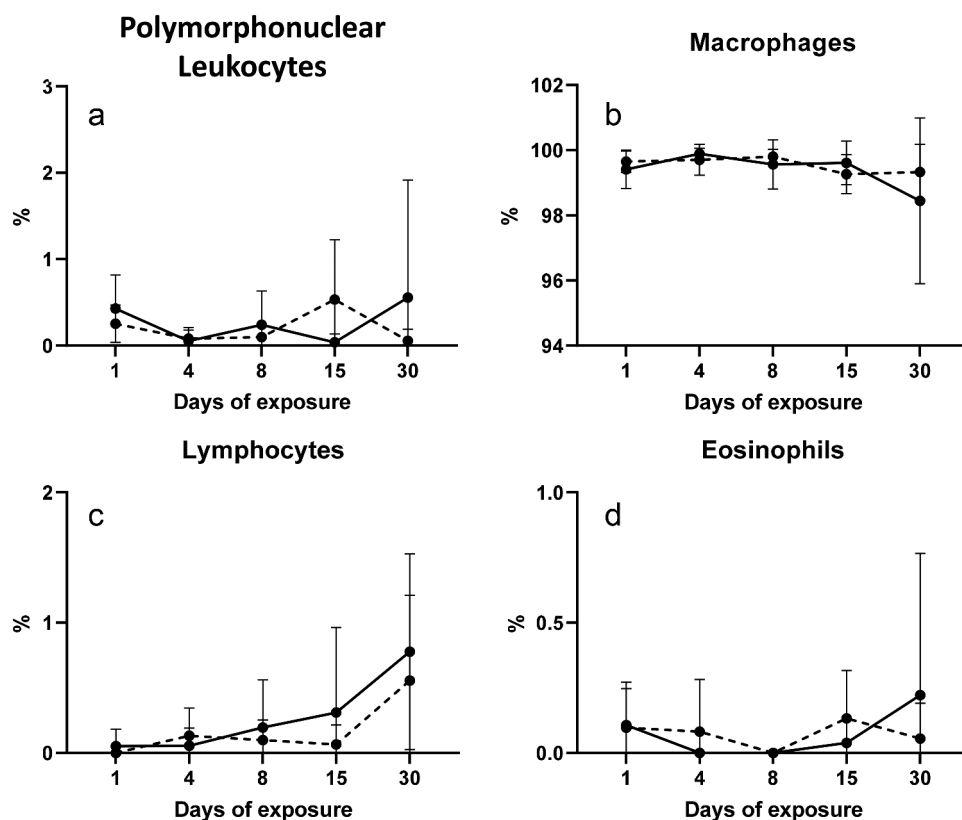 Polymorphonuclear
Leukocytes
a
3
2
1
0
%
1 4 8 15 30
Days of exposure
Macrophages
b
102
100
98
96
94
%
1 4 8 15 30
Days of exposure
Lymphocytes
c
2
1
0
%
1 4 8 15 30
Days of exposure
Eosinophils
d
1.0
0.5
0.0
%
1 4 8 15 30
Days of exposure